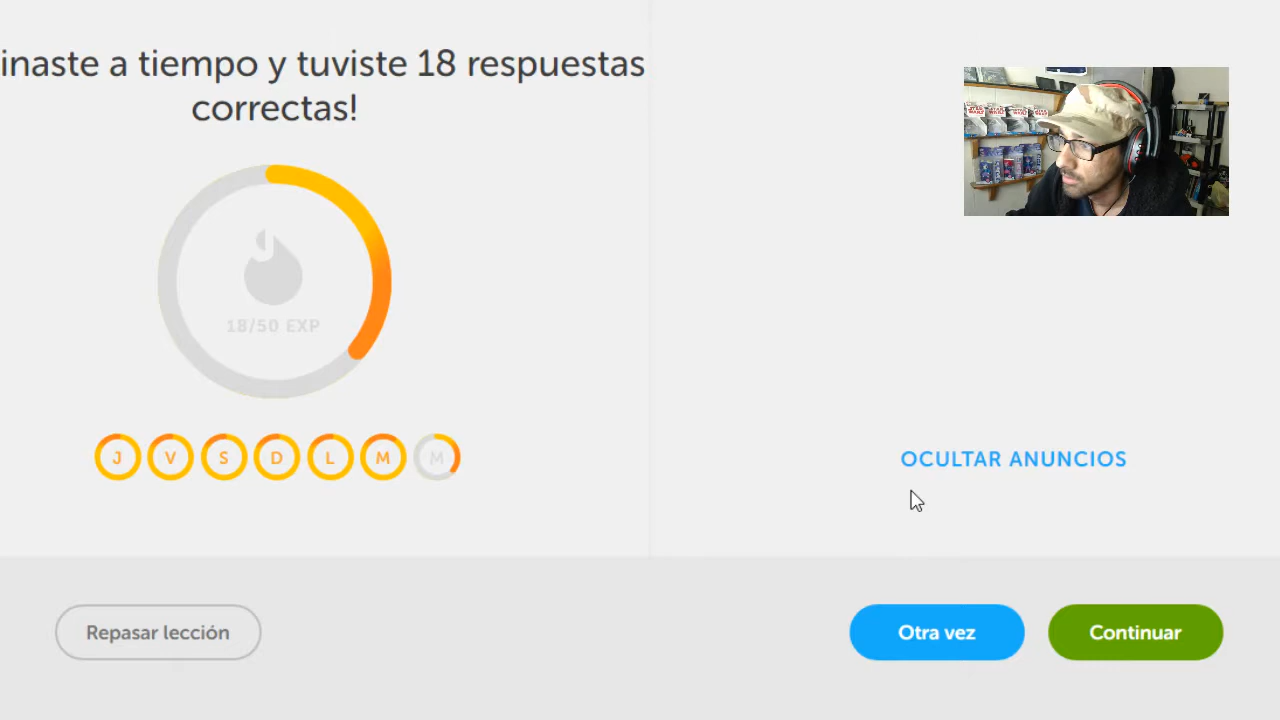 inaste a tiempo y tuviste 18 respuestas
correctas!
18/50 EXP
J V S D L M M
OCULTAR ANUNCIOS
Repasar lección
Otra vez
Continuar